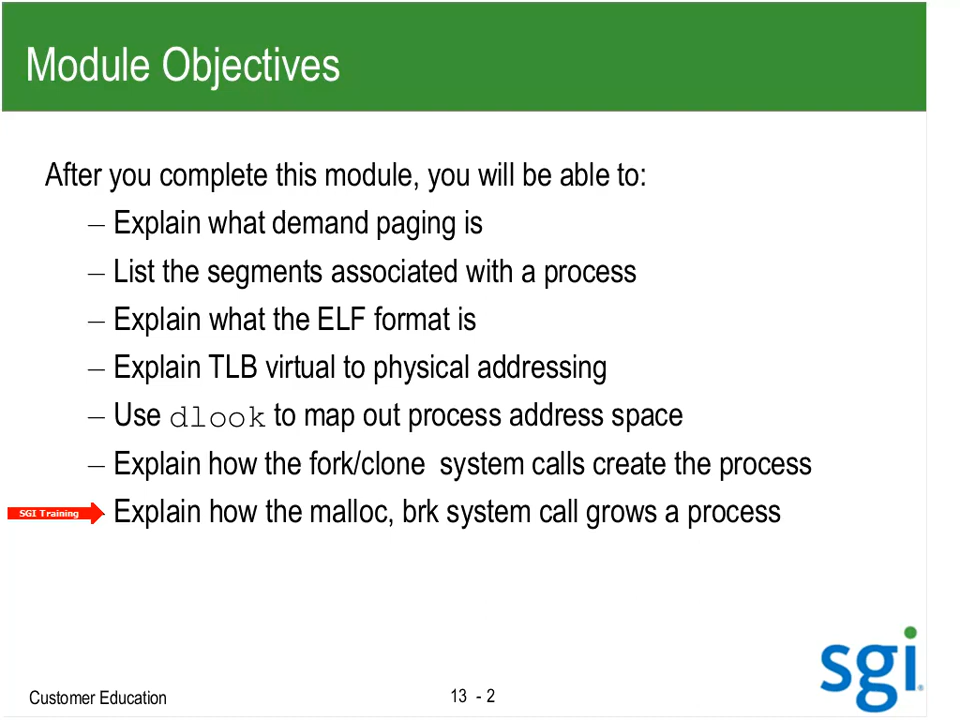 Module Objectives
After you complete this module, you will be able to:
– Explain what demand paging is
– List the segments associated with a process
– Explain what the ELF format is
– Explain TLB virtual to physical addressing
– Use dlook to map out process address space
– Explain how the fork/clone  system calls create the process
SGI Training Explain how the malloc, brk system call grows a process
sgi®
Customer Education 13 - 2